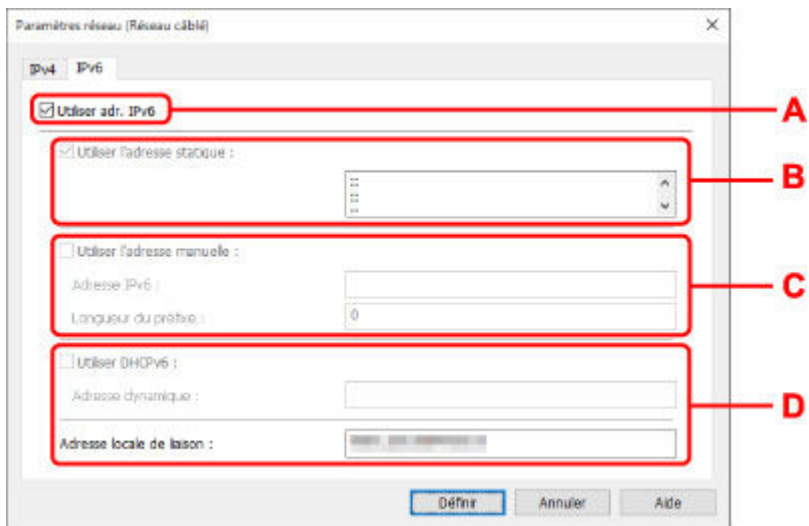 Paramètres réseau (Réseau câblé)
IPv4 IPv6
Utiliser adr. IPv6 A
Utiliser l'adresse statique : B
::
::
::
Utiliser l'adresse manuelle :
Adresse IPv6 : C
Longueur du préfixe : 0
Utiliser DHCPv6 :
Adresse dynamique : D
Adresse locale de liaison :
Définir Annuler Aide